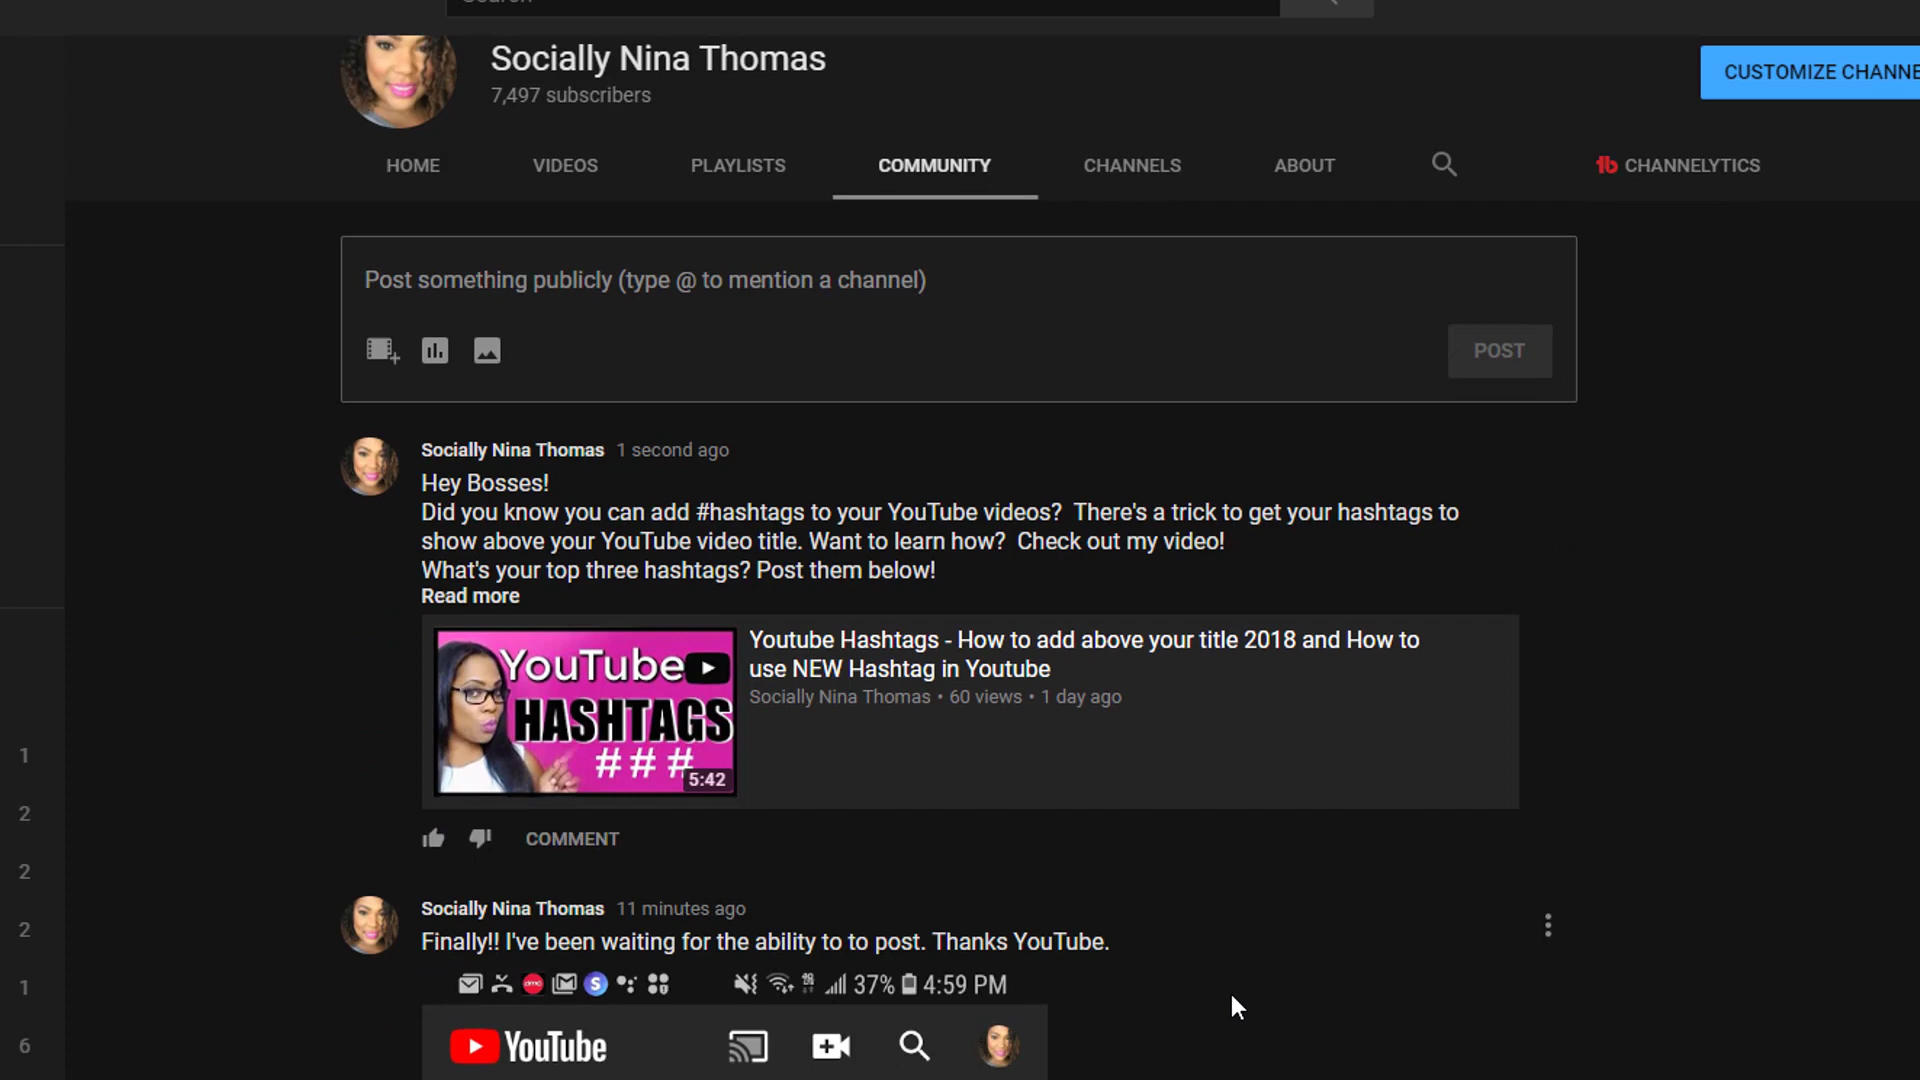 Socially Nina Thomas
7,497 subscribers
CUSTOMIZE CHANNE
HOME VIDEOS PLAYLISTS COMMUNITY CHANNELS ABOUT CHANNELYTICS
Post something publicly (type @ to mention a channel)
POST
Socially Nina Thomas 1 second ago
Hey Bosses!
Did you know you can add #hashtags to your YouTube videos?  There's a trick to get your hashtags to
show above your YouTube video title. Want to learn how?  Check out my video!
What's your top three hashtags? Post them below!
Read more
YouTube
HASHTAGS
# # #
5:42
Youtube Hashtags - How to add above your title 2018 and How to
use NEW Hashtag in Youtube
Socially Nina Thomas • 60 views • 1 day ago
COMMENT
Socially Nina Thomas 11 minutes ago
Finally!! I've been waiting for the ability to to post. Thanks YouTube.
37% 4:59 PM
YouTube
1
2
2
2
1
6